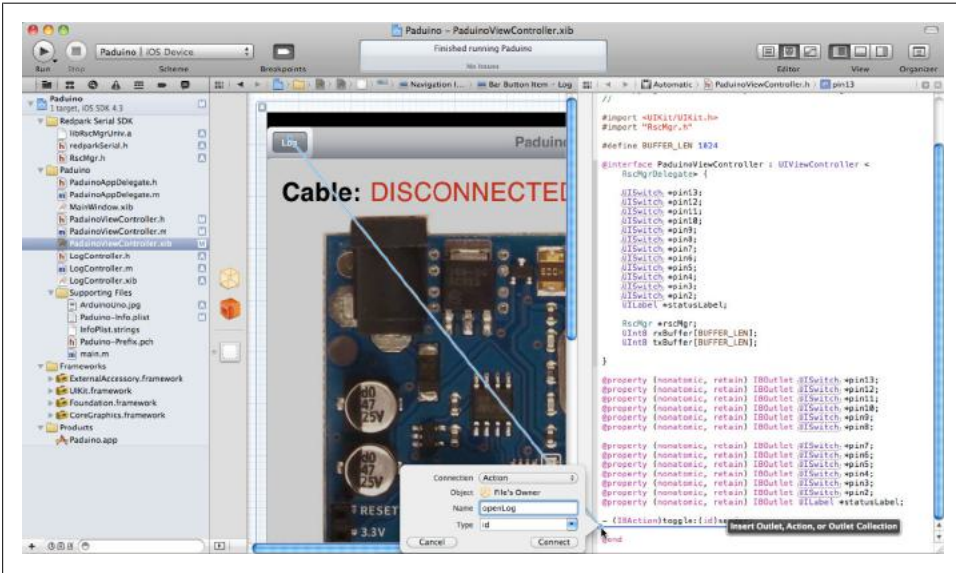 Paduino – PaduinoViewController.xib
Paduino | iOS Device
Finished running Paduino
No Issues
Run
Stop
Scheme
Breakpoints
Editor
View
Organizer
Navigation I...
Bar Button Item – Log
Automatic
PaduinoViewController.h
pin13
Paduino
1 target, iOS SDK 4.3
Redpark Serial SDK
libRscMgrUniv.a
redparkSerial.h
RscMgr.h
Paduino
PaduinoAppDelegate.h
PaduinoAppDelegate.m
MainWindow.xib
PaduinoViewController.h
PaduinoViewController.m
PaduinoViewController.xib
LogController.h
LogController.m
LogController.xib
Supporting Files
ArduinoUno.jpg
Paduino-Info.plist
InfoPlist.strings
Paduino-Prefix.pch
main.m
Frameworks
ExternalAccessory.framework
UIKit.framework
Foundation.framework
CoreGraphics.framework
Products
Paduino.app
Log
Paduin
Cable: DISCONNECTED
47
25V
47
25V
RESET
3.3V
Connection Action
Object File's Owner
Name openLog
Type id
Cancel
Connect
//
#import <UIKit/UIKit.h>
#import "RscMgr.h"
#define BUFFER_LEN 1024
@interface PaduinoViewController : UIViewController <
RscMgrDelegate> {
UISwitch *pin13;
UISwitch *pin12;
UISwitch *pin11;
UISwitch *pin10;
UISwitch *pin9;
UISwitch *pin8;
UISwitch *pin7;
UISwitch *pin6;
UISwitch *pin5;
UISwitch *pin4;
UISwitch *pin3;
UISwitch *pin2;
UILabel *statusLabel;
RscMgr *rscMgr;
UInt8 rxBuffer[BUFFER_LEN];
UInt8 txBuffer[BUFFER_LEN];
}
@property (nonatomic, retain) IBOutlet UISwitch *pin13;
@property (nonatomic, retain) IBOutlet UISwitch *pin12;
@property (nonatomic, retain) IBOutlet UISwitch *pin11;
@property (nonatomic, retain) IBOutlet UISwitch *pin10;
@property (nonatomic, retain) IBOutlet UISwitch *pin9;
@property (nonatomic, retain) IBOutlet UISwitch *pin8;
@property (nonatomic, retain) IBOutlet UISwitch *pin7;
@property (nonatomic, retain) IBOutlet UISwitch *pin6;
@property (nonatomic, retain) IBOutlet UISwitch *pin5;
@property (nonatomic, retain) IBOutlet UISwitch *pin4;
@property (nonatomic, retain) IBOutlet UISwitch *pin3;
@property (nonatomic, retain) IBOutlet UISwitch *pin2;
@property (nonatomic, retain) IBOutlet UILabel *statusLabel;
- (IBAction)toggle:(id)
Insert Outlet, Action, or Outlet Collection
@end